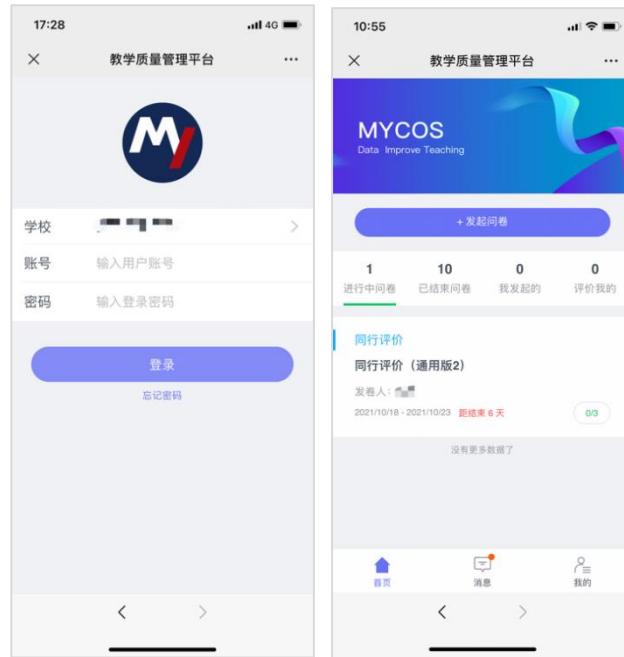 17:28
4G
教学质量管理平台
学校
账号 输入用户账号
密码 输入登录密码
登录
忘记密码
10:55
教学质量管理平台
MYCOS
Data Improve Teaching
+发起问卷
1 10 0 0
进行中问卷 已结束问卷 我发起的 评价我的
同行评价
同行评价(通用版2)
发卷人:
2021/10/18 - 2021/10/23 距结束 6 天 0/3
没有更多数据了
首页 消息 我的